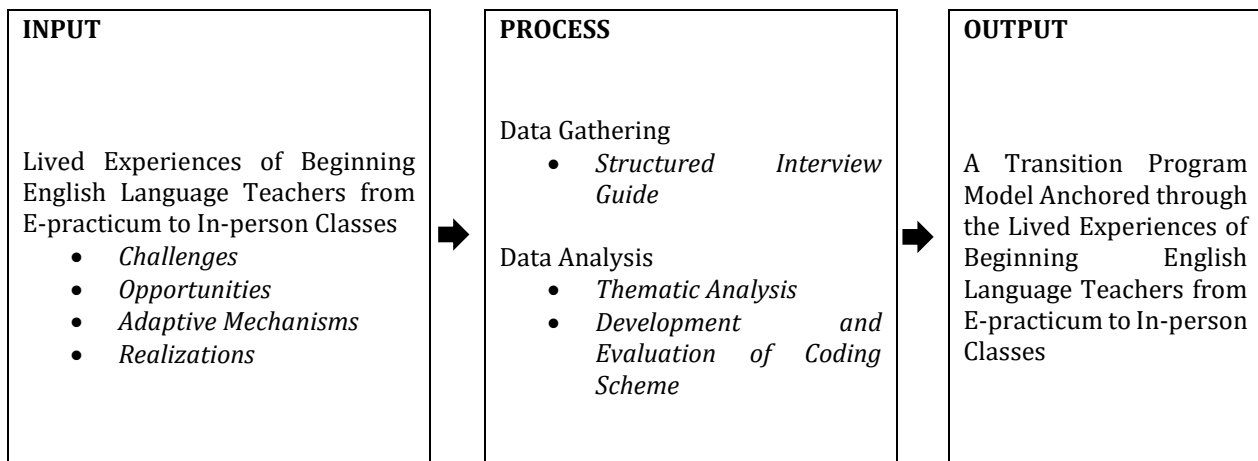 INPUT
Lived Experiences of Beginning
English Language Teachers from
E-practicum to In-person Classes
• Challenges
• Opportunities
• Adaptive Mechanisms
• Realizations
PROCESS
Data Gathering
• Structured Interview
Guide
Data Analysis
• Thematic Analysis
• Development and
Evaluation of Coding
Scheme
OUTPUT
A Transition Program
Model Anchored through
the Lived Experiences of
Beginning English
Language Teachers from
E-practicum to In-person
Classes